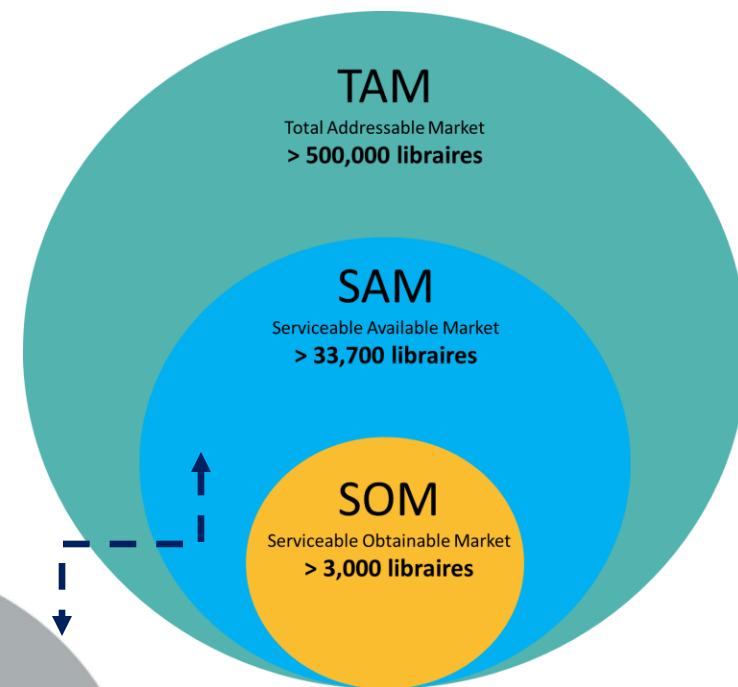 TAM
Total Addressable Market
> 500,000 libraires
SAM
Serviceable Available Market
> 33,700 libraires
SOM
Serviceable Obtainable Market
> 3,000 libraires